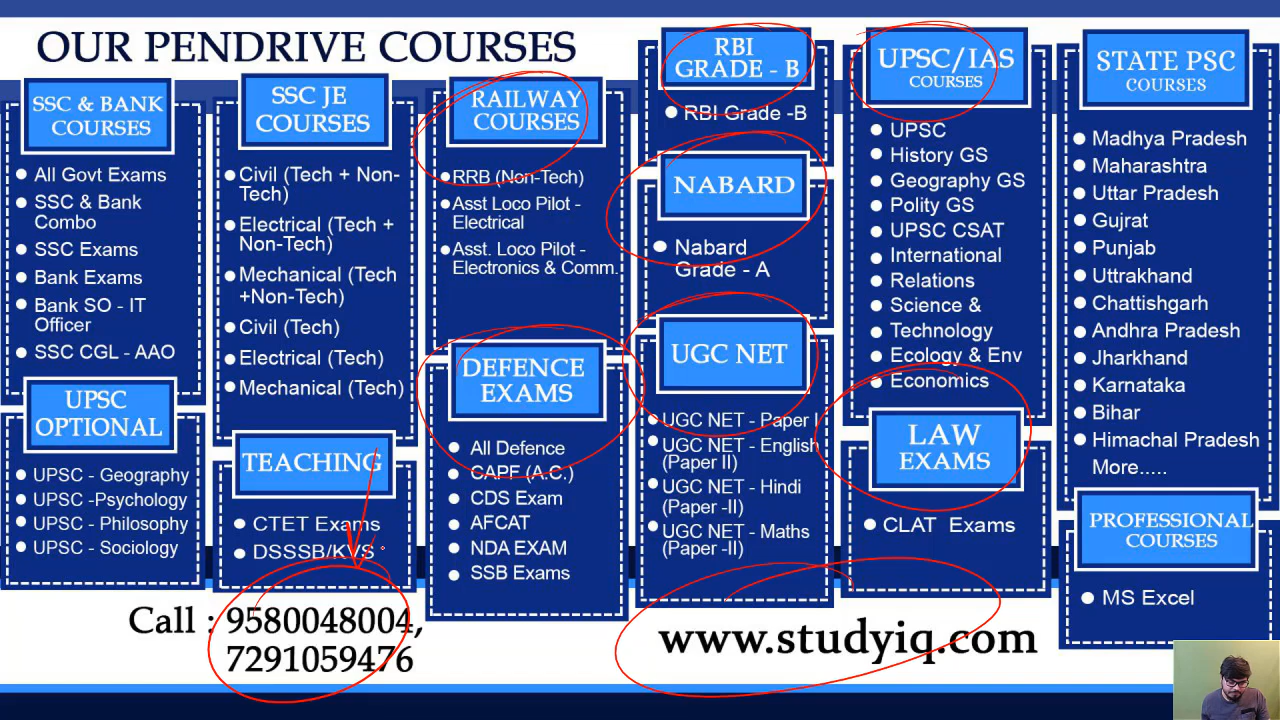 OUR PENDRIVE COURSES
SSC & BANK
COURSES
All Govt Exams
SSC & Bank
Combo
SSC Exams
Bank Exams
Bank SO - IT
Officer
SSC CGL - AAO
UPSC
OPTIONAL
UPSC - Geography
UPSC -Psychology
UPSC - Philosophy
UPSC - Sociology
SSC JE
COURSES
Civil (Tech + Non-
Tech)
Electrical (Tech +
Non-Tech)
Mechanical (Tech
+Non-Tech)
Civil (Tech)
Electrical (Tech)
Mechanical (Tech)
TEACHING
CTET Exams
DSSSB/KVS
RAILWAY
COURSES
RRB (Non-Tech)
Asst Loco Pilot -
Electrical
Asst. Loco Pilot -
Electronics & Comm.
DEFENCE
EXAMS
All Defence
CAPF (A.C.)
CDS Exam
AFCAT
NDA EXAM
SSB Exams
RBI
GRADE - B
RBI Grade -B
NABARD
Nabard
Grade - A
UGC NET
UGC NET - Paper I
UGC NET - English
(Paper II)
UGC NET - Hindi
(Paper -II)
UGC NET - Maths
(Paper -II)
UPSC/IAS
COURSES
UPSC
History GS
Geography GS
Polity GS
UPSC CSAT
International
Relations
Science &
Technology
Ecology & Env
Economics
LAW
EXAMS
CLAT Exams
STATE PSC
COURSES
Madhya Pradesh
Maharashtra
Uttar Pradesh
Gujrat
Punjab
Uttrakhand
Chattishgarh
Andhra Pradesh
Jharkhand
Karnataka
Bihar
Himachal Pradesh
More.....
PROFESSIONAL
COURSES
MS Excel
Call : 9580048004,
7291059476
www.studyiq.com